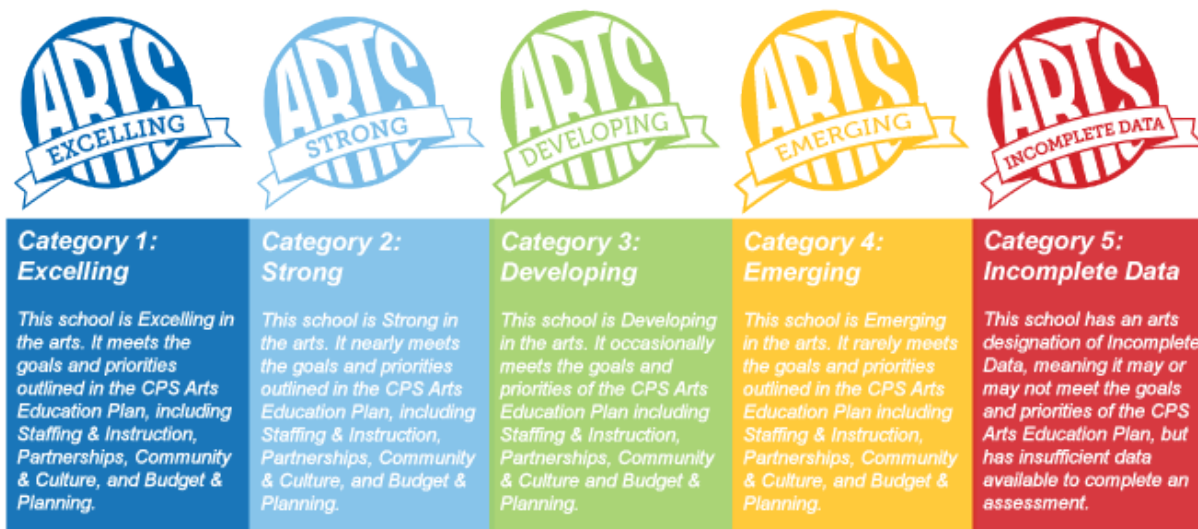 ARTS
EXCELLING
ARTS
STRONG
ARTS
DEVELOPING
ARTS
EMERGING
ARTS
INCOMPLETE DATA
Category 1:
Excelling
This school is Excelling in
the arts. It meets the
goals and priorities
outlined in the CPS Arts
Education Plan, including
Staffing & Instruction,
Partnerships, Community
& Culture, and Budget &
Planning.
Category 2:
Strong
This school is Strong in
the arts. It nearly meets
the goals and priorities
outlined in the CPS Arts
Education Plan, including
Staffing & Instruction,
Partnerships, Community
& Culture, and Budget &
Planning.
Category 3:
Developing
This school is Developing
in the arts. It occasionally
meets the goals and
priorities of the CPS Arts
Education Plan including
Staffing & Instruction,
Partnerships, Community
& Culture and Budget &
Planning.
Category 4:
Emerging
This school is Emerging
in the arts. It rarely meets
the goals and priorities
outlined in the CPS Arts
Education Plan including
Staffing & Instruction,
Partnerships, Community
& Culture, and Budget &
Planning.
Category 5:
Incomplete Data
This school has an arts
designation of Incomplete
Data, meaning it may or
may not meet the goals
and priorities of the CPS
Arts Education Plan, but
has insufficient data
available to complete an
assessment.